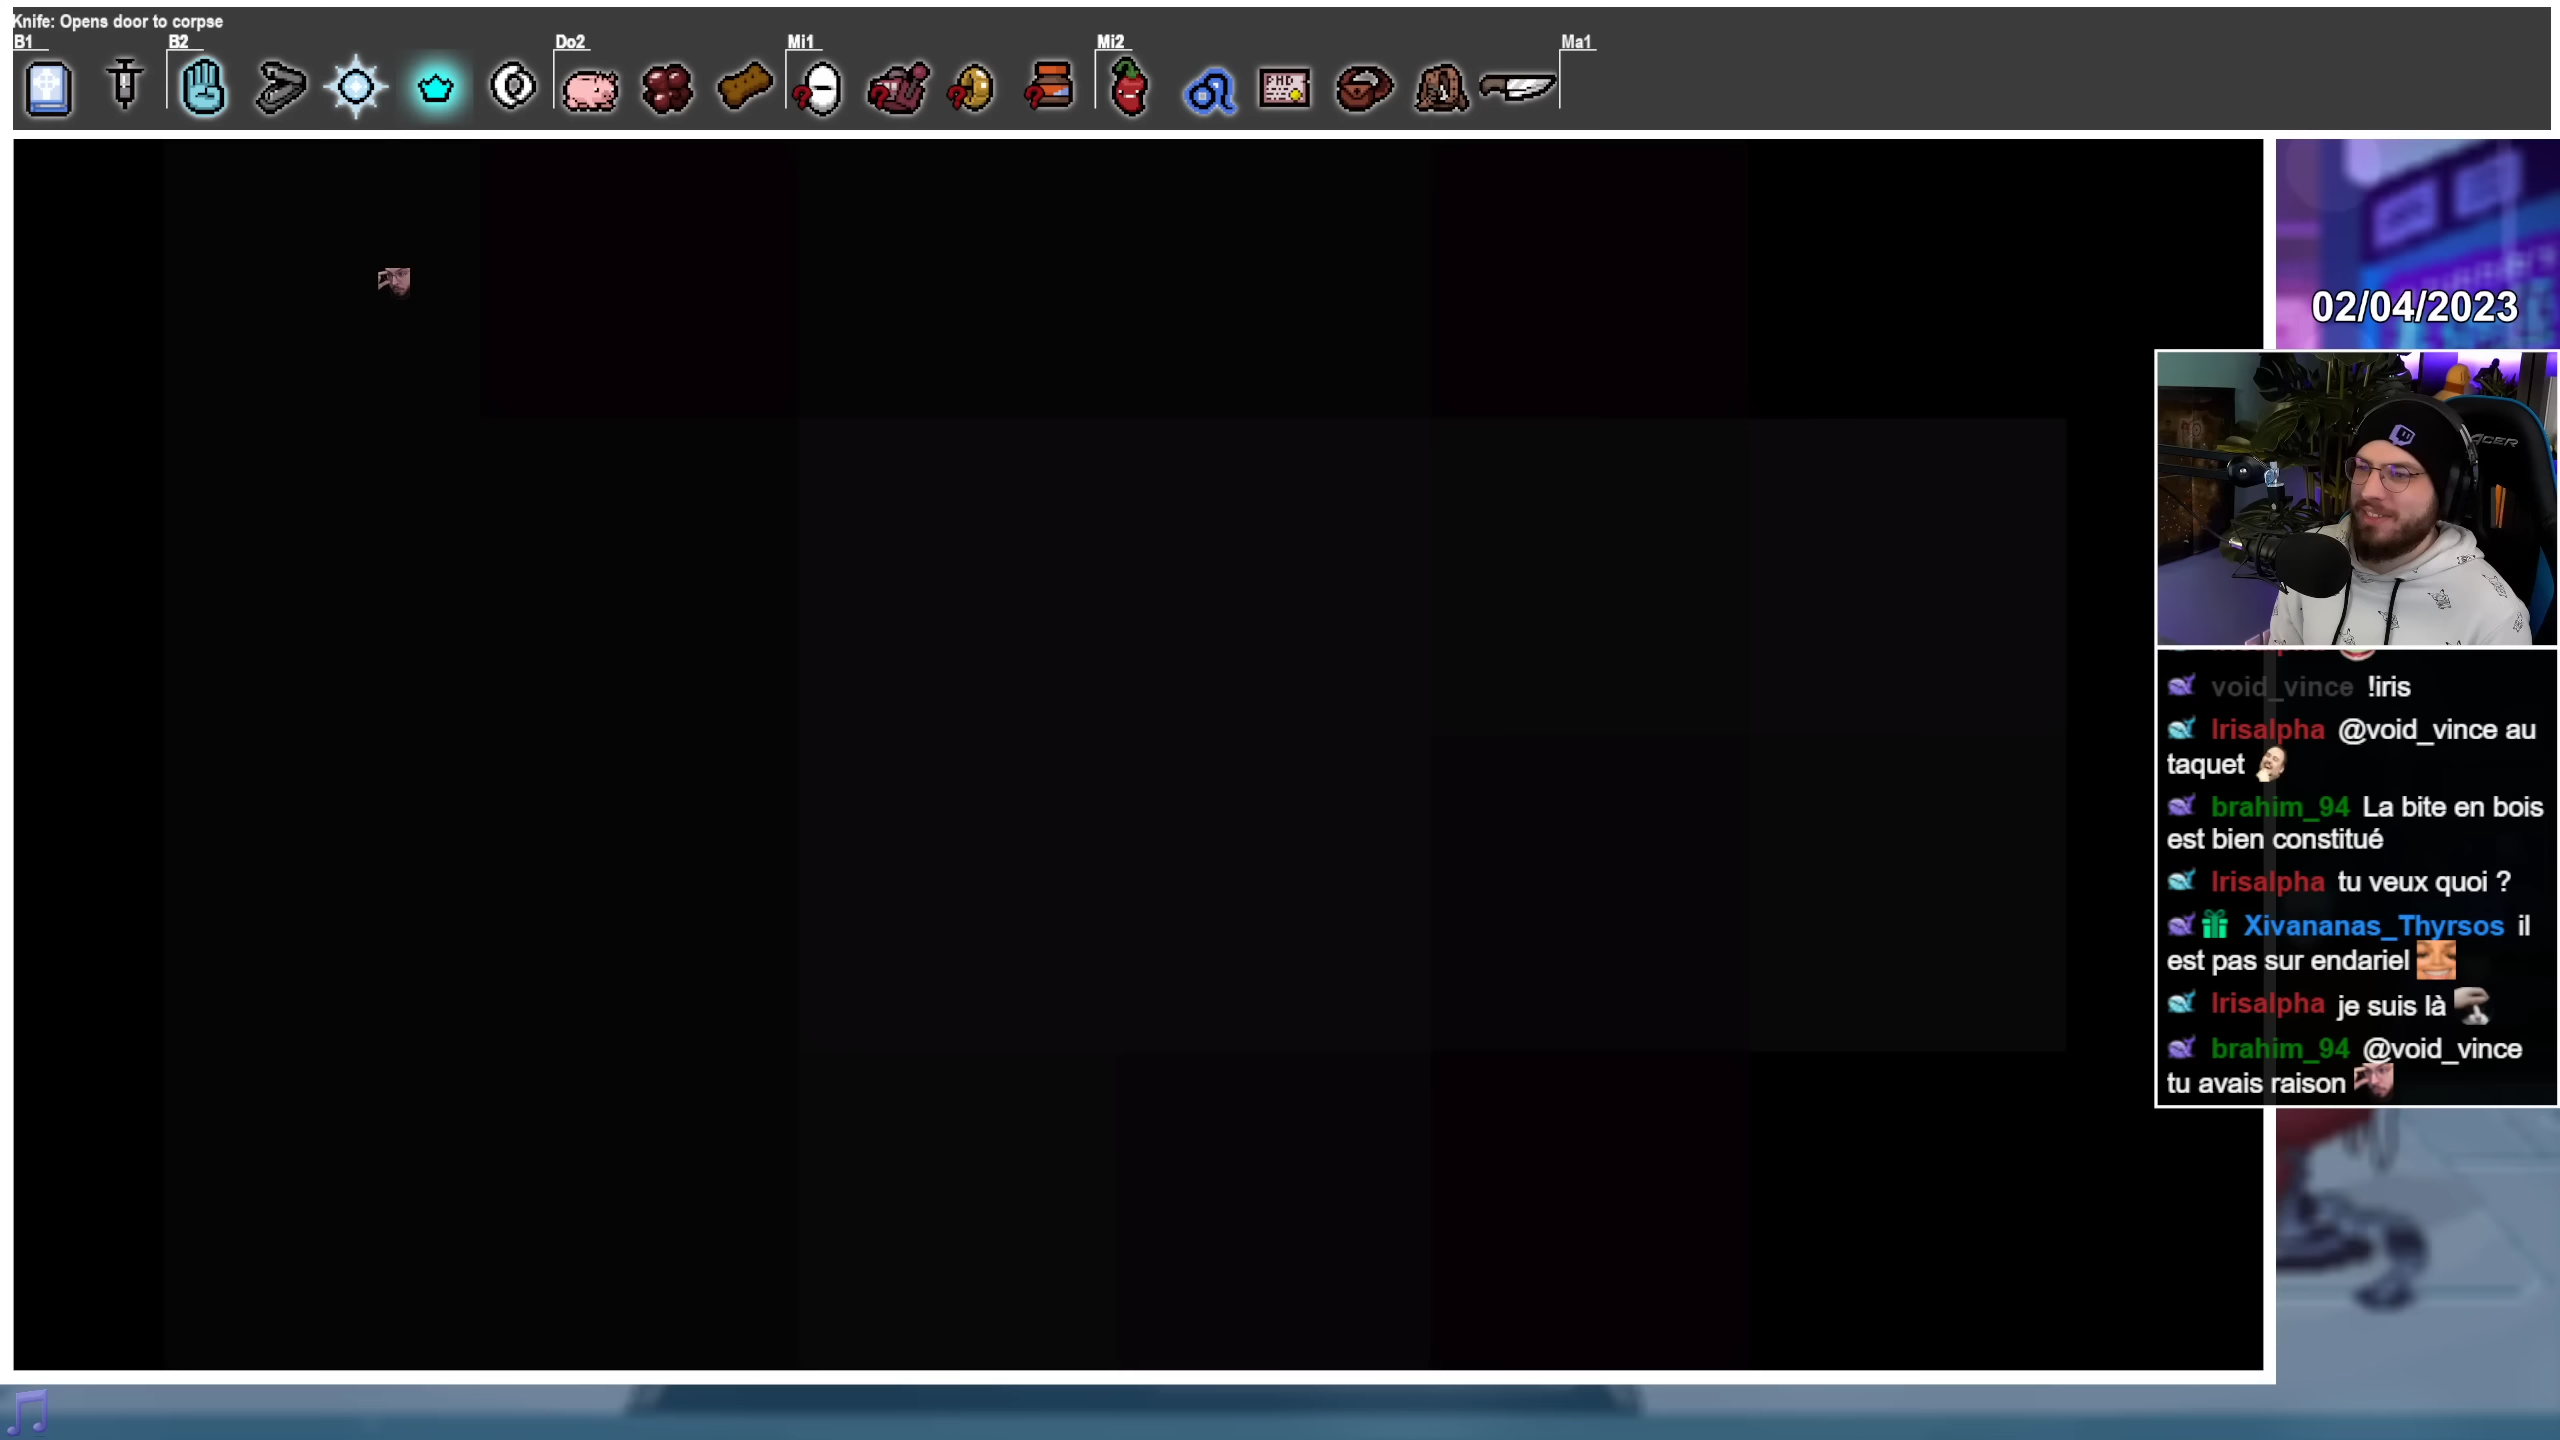 Knife: Opens door to corpse
B1 B2 Do2 Mi1 Mi2 Ma1
PHD
02/04/2023
ACER
void_vince !iris
Irisalpha @void_vince au
taquet
brahim_94 La bite en bois
est bien constitué
Irisalpha tu veux quoi ?
Xivananas_Thyrsos il
est pas sur endariel
Irisalpha je suis là
brahim_94 @void_vince
tu avais raison